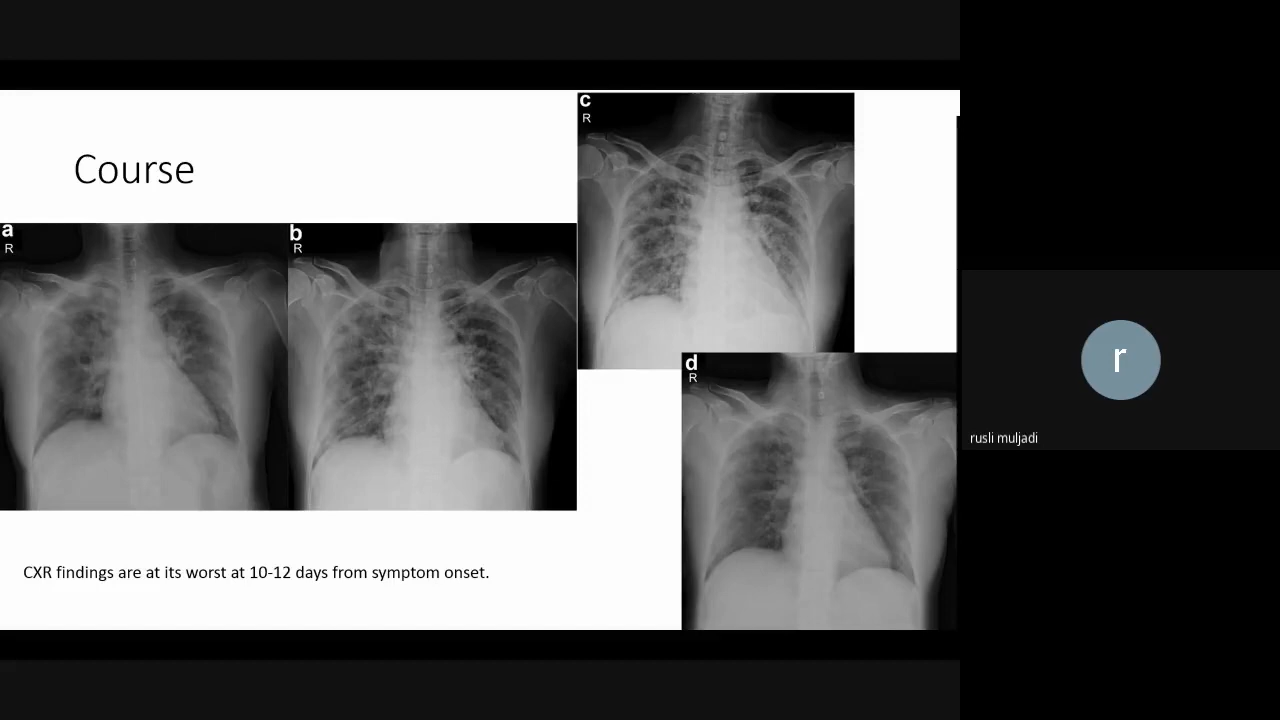 Course
a
R
b
R
c
R
d
R
CXR findings are at its worst at 10-12 days from symptom onset.
r
rusli muljadi